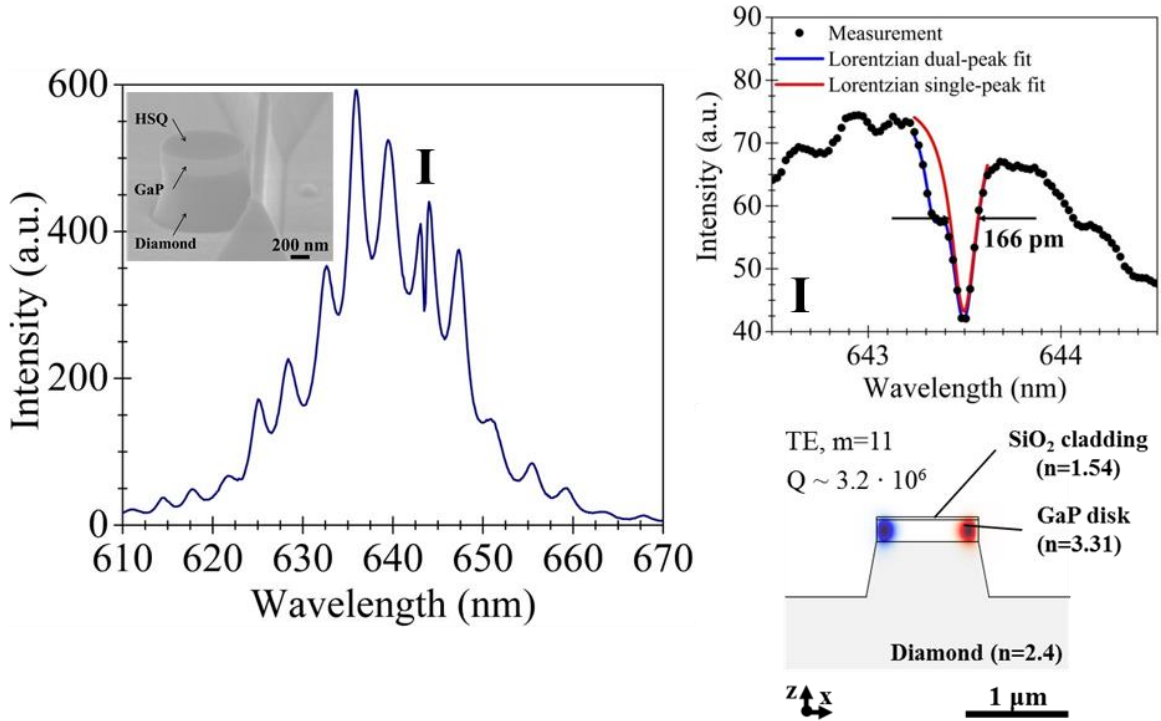 600
400
200
0
Intensity (a.u.)
HSQ
GaP
Diamond
200 nm
I
610 620 630 640 650 660 670
Wavelength (nm)
90
80
70
60
50
40
Intensity (a.u.)
Measurement
Lorentzian dual-peak fit
Lorentzian single-peak fit
166 pm
I
643 644
Wavelength (nm)
TE, m=11
Q ~ 3.2 · 10⁶
SiO₂ cladding
(n=1.54)
GaP disk
(n=3.31)
Diamond (n=2.4)
z x
1 µm